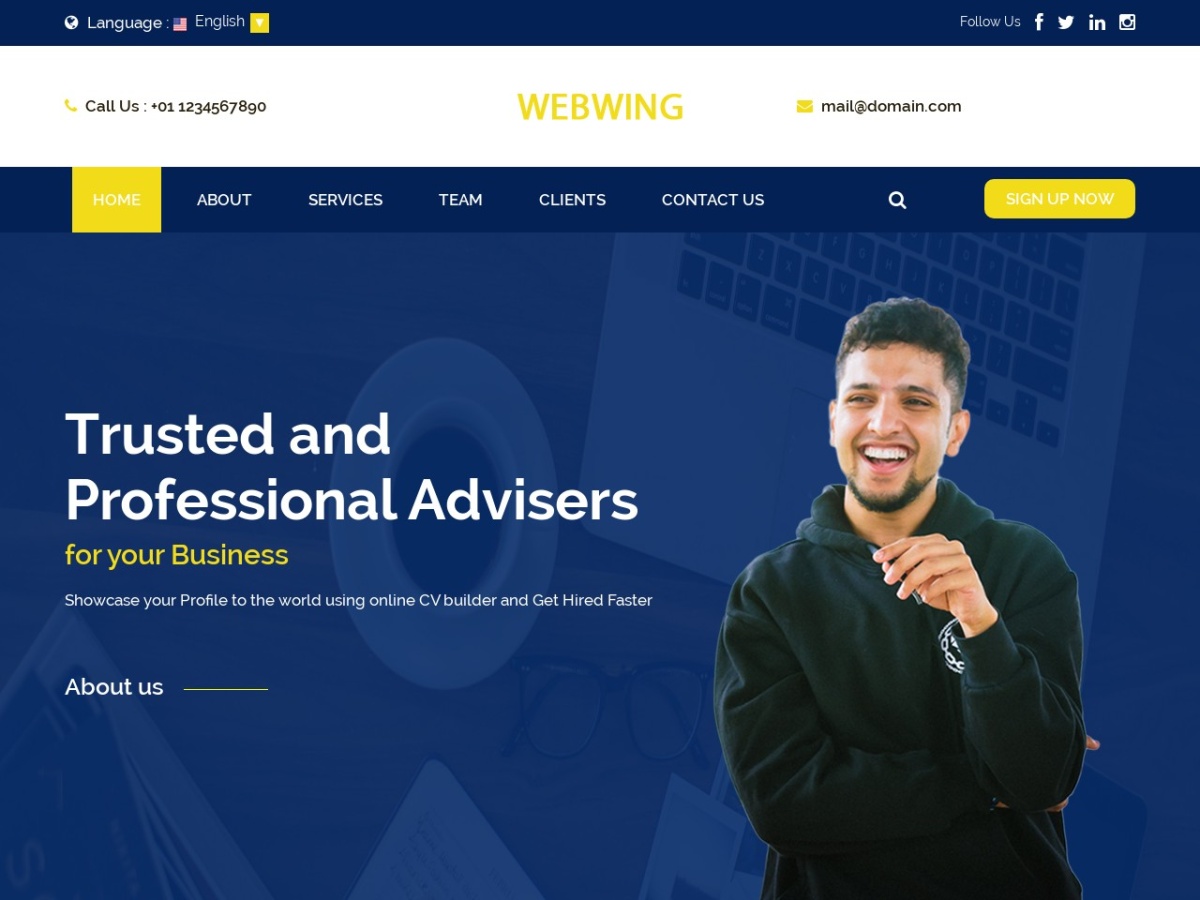 Language : English
Follow Us
Call Us : +01 1234567890
WEBWING
mail@domain.com
HOME ABOUT SERVICES TEAM CLIENTS CONTACT US SIGN UP NOW
Trusted and
Professional Advisers
for your Business
Showcase your Profile to the world using online CV builder and Get Hired Faster
About us